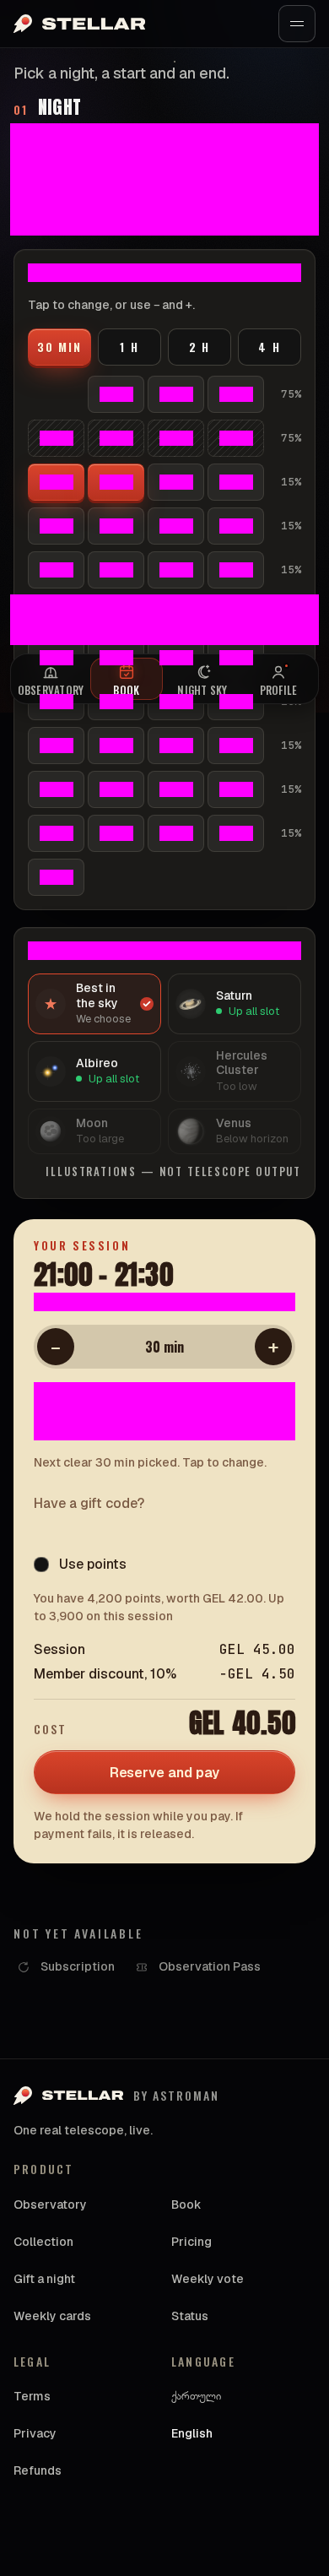 STELLAR
Pick a night, a start and an end.
01 NIGHT
Tap to change, or use – and +.
30 MIN 1 H 2 H 4 H
75%
75%
15%
15%
15%
OBSERVATORY BOOK NIGHT SKY PROFILE
15%
15%
15%
Best in the sky
We choose
Saturn
Up all slot
Albireo
Up all slot
Hercules Cluster
Too low
Moon
Too large
Venus
Below horizon
ILLUSTRATIONS — NOT TELESCOPE OUTPUT
YOUR SESSION
21:00 – 21:30
– 30 min +
Next clear 30 min picked. Tap to change.
Have a gift code?
Use points
You have 4,200 points, worth GEL 42.00. Up
to 3,900 on this session
Session GEL 45.00
Member discount, 10% -GEL 4.50
COST GEL 40.50
Reserve and pay
We hold the session while you pay. If
payment fails, it is released.
NOT YET AVAILABLE
Subscription Observation Pass
STELLAR BY ASTROMAN
One real telescope, live.
PRODUCT
Observatory Book
Collection Pricing
Gift a night Weekly vote
Weekly cards Status
LEGAL LANGUAGE
Terms ქართული
Privacy English
Refunds